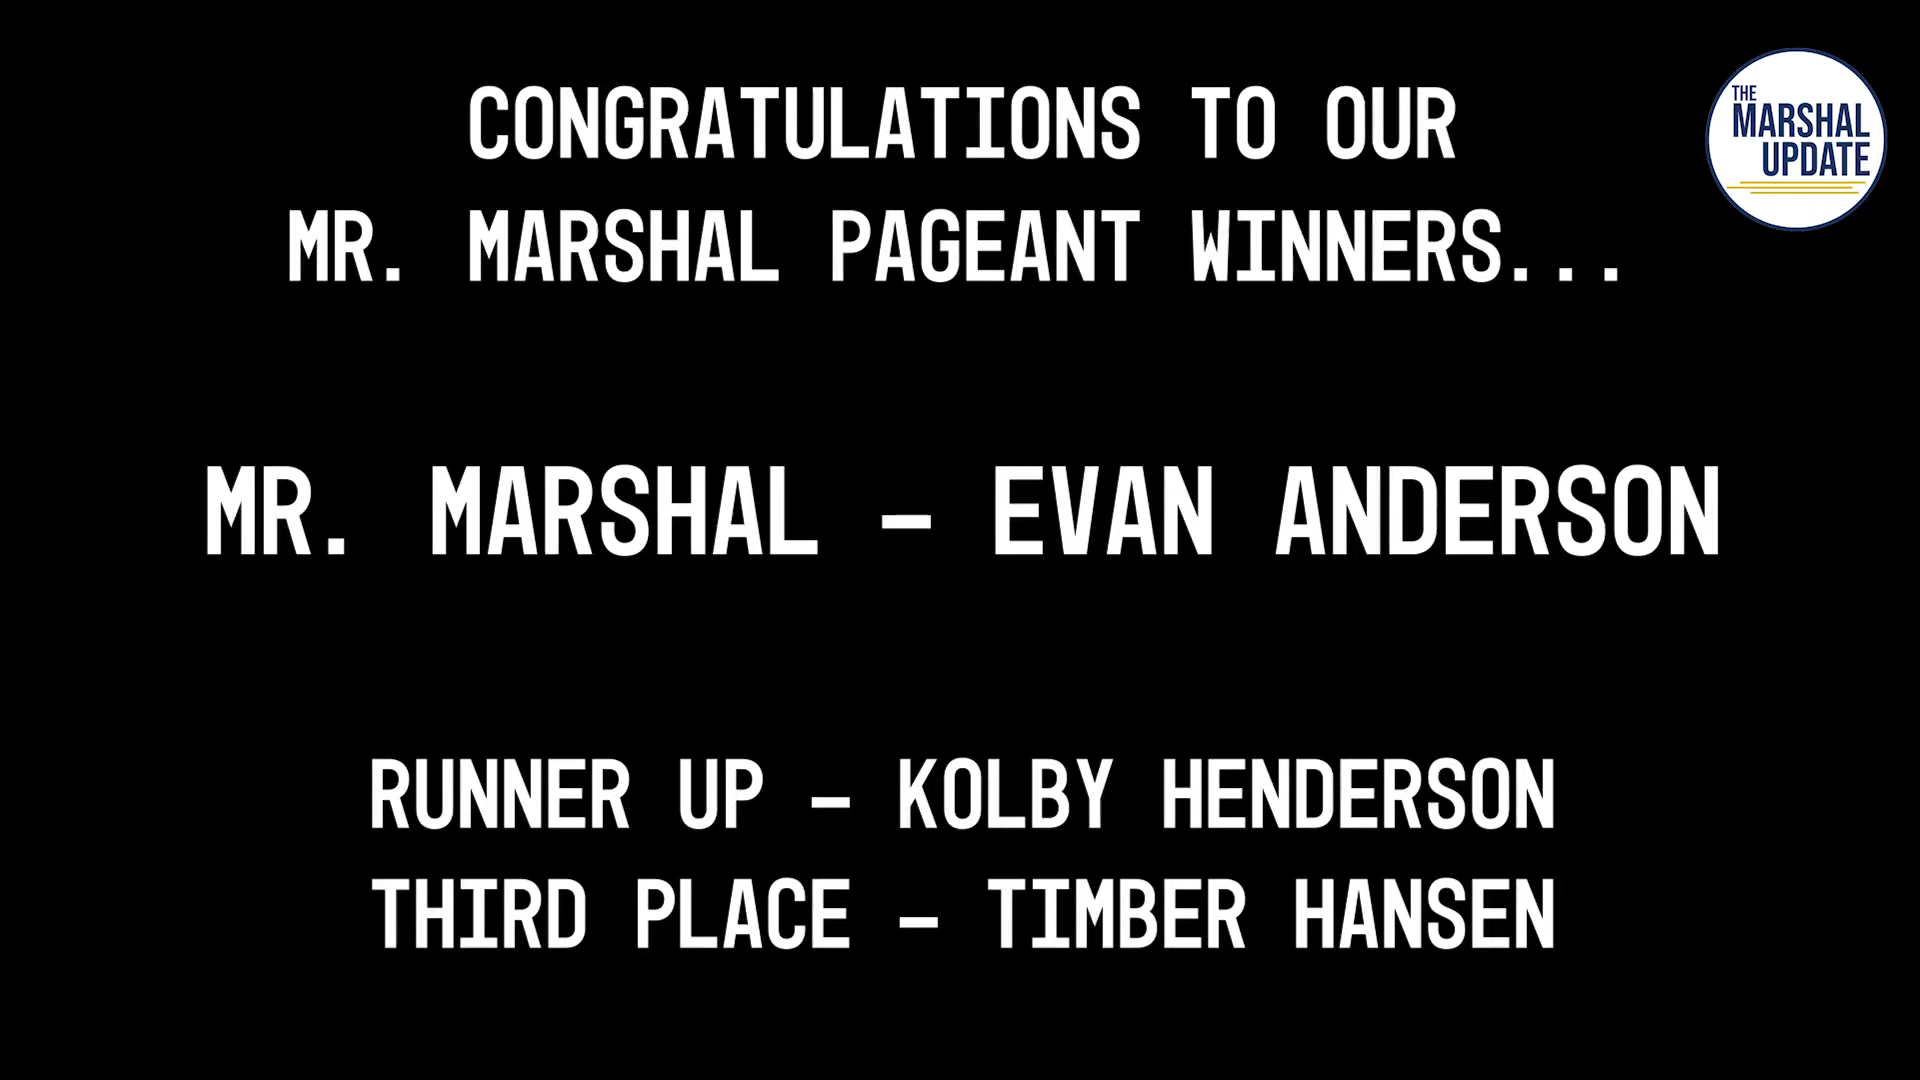 CONGRATULATIONS TO OUR
MR. MARSHAL PAGEANT WINNERS...
MR. MARSHAL – EVAN ANDERSON
RUNNER UP – KOLBY HENDERSON
THIRD PLACE – TIMBER HANSEN
THE
MARSHAL
UPDATE